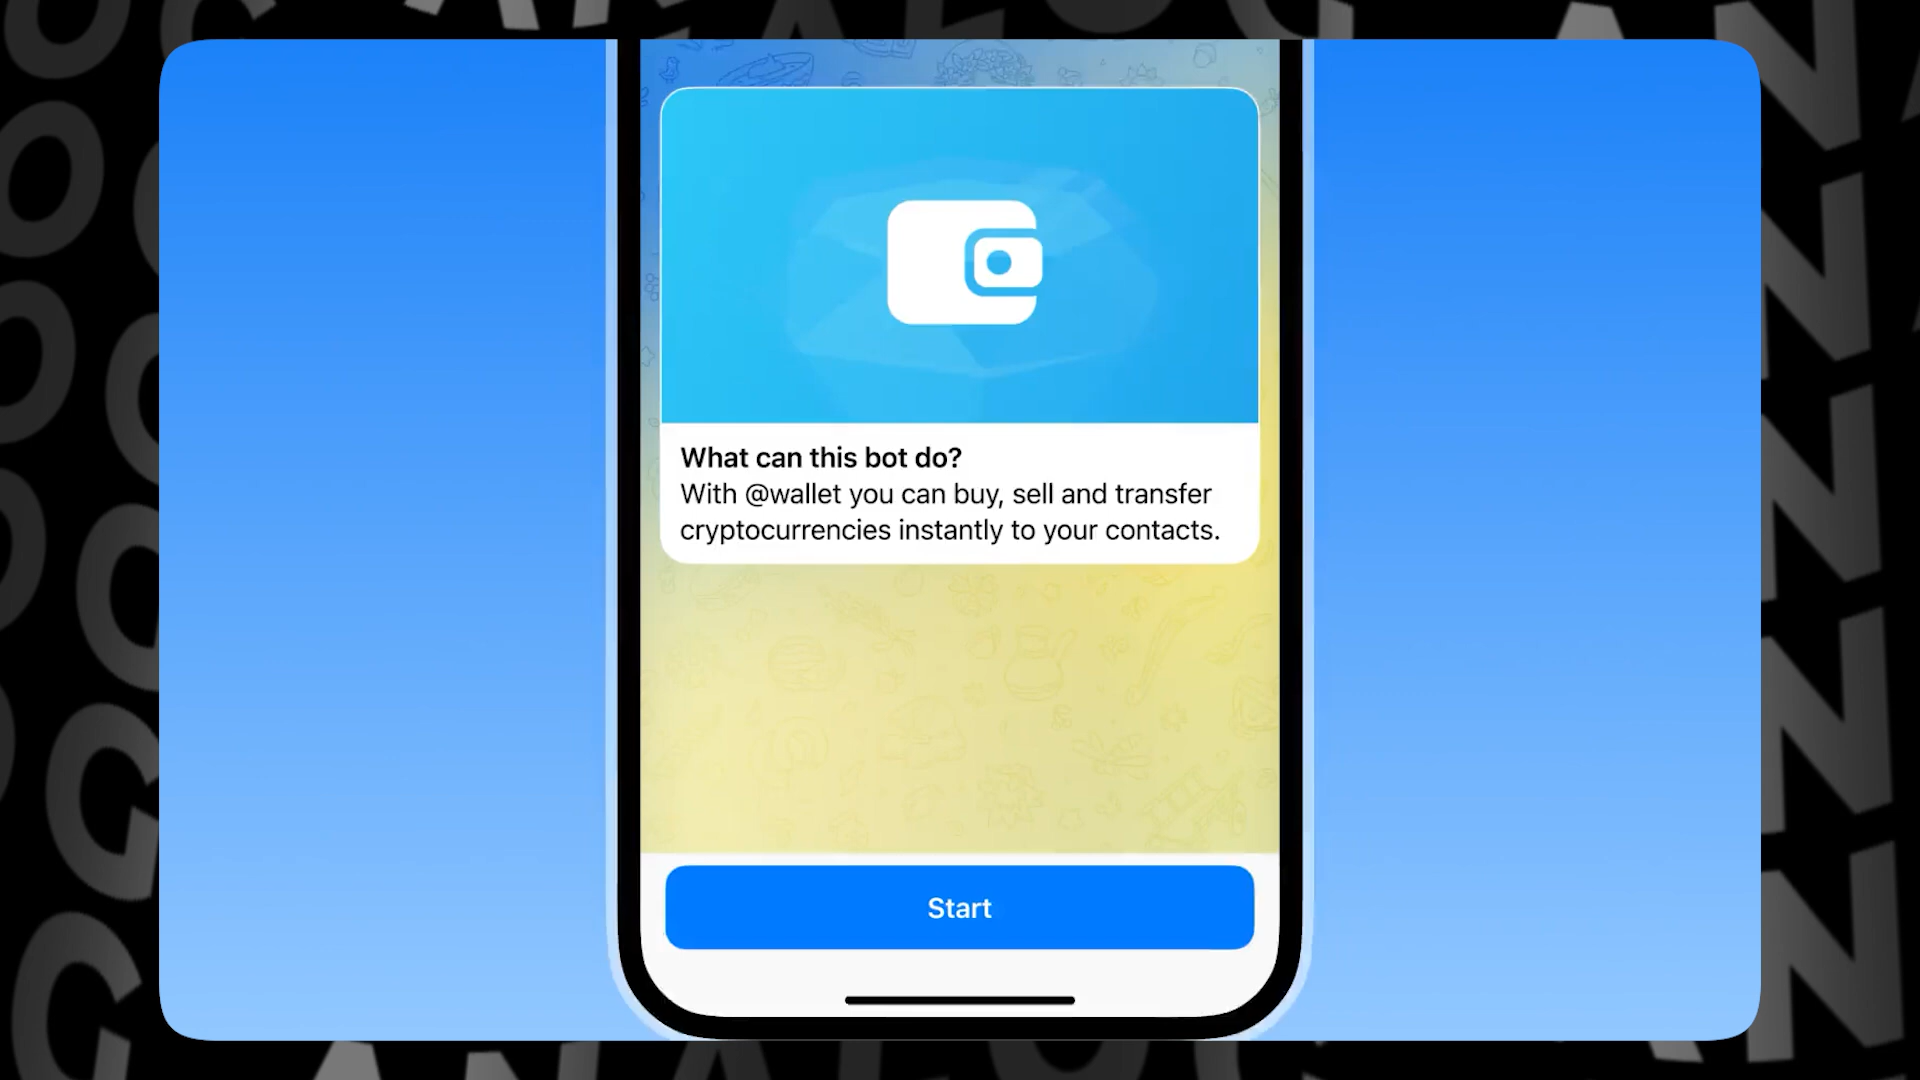 What can this bot do?
With @wallet you can buy, sell and transfer
cryptocurrencies instantly to your contacts.
Start